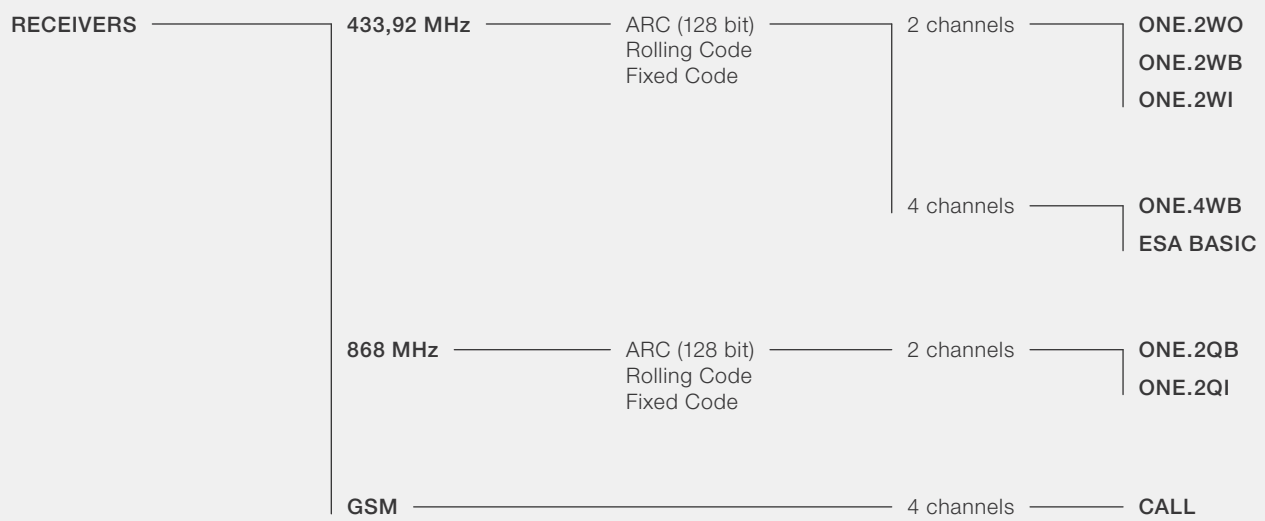 RECEIVERS 433,92 MHz ARC (128 bit) 2 channels ONE.2WO
Rolling Code ONE.2WB
Fixed Code
ONE.2WI
4 channels ONE.4WB
ESA BASIC
868 MHz ARC (128 bit) 2 channels ONE.2QB
Rolling Code ONE.2QI
Fixed Code
GSM 4 channels CALL